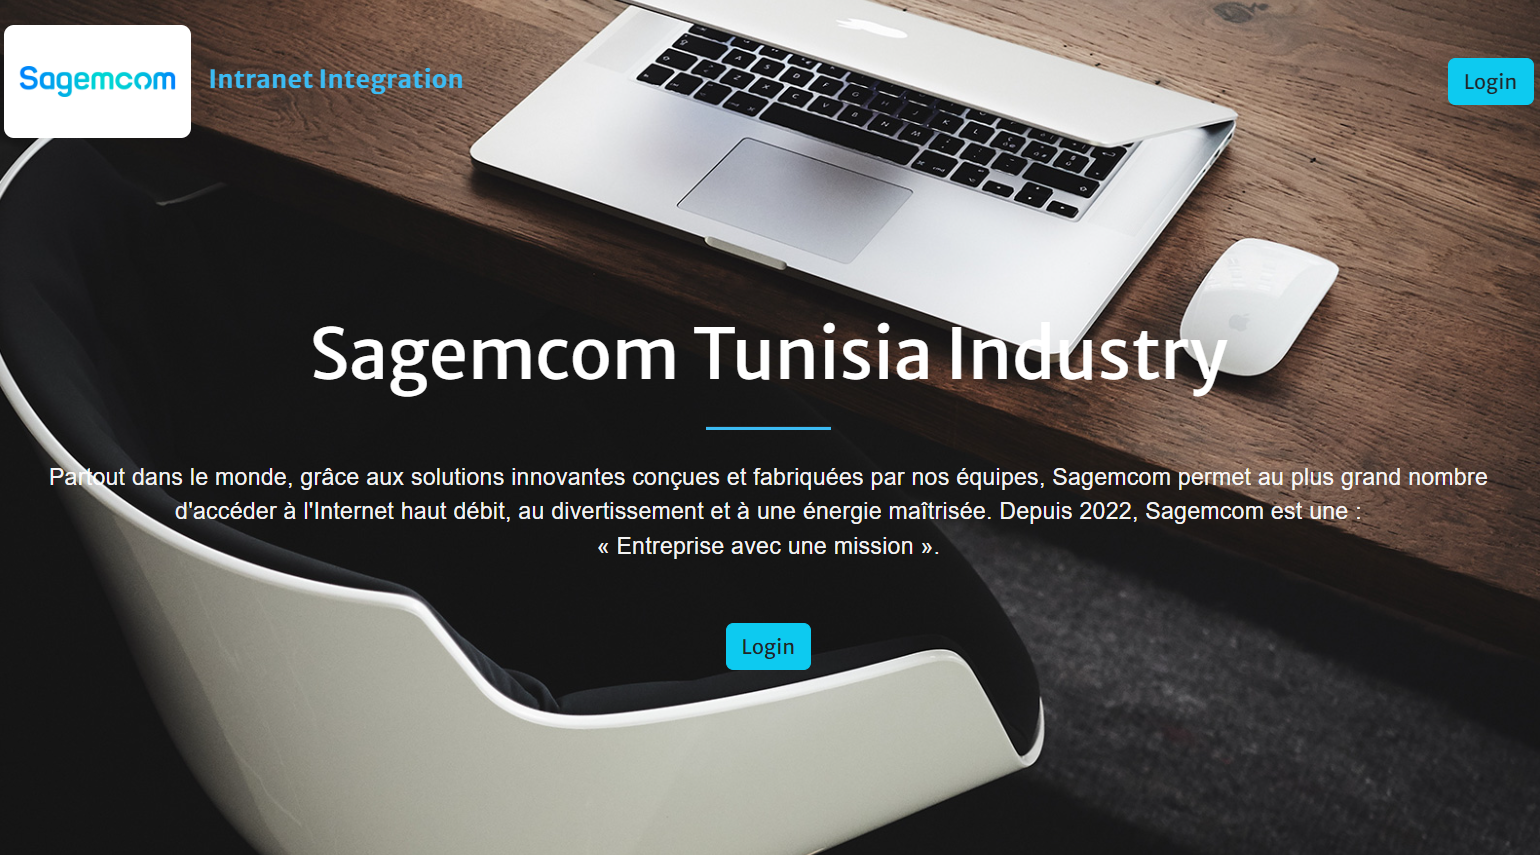 Sagemcom
Intranet Integration
Login
Sagemcom Tunisia Industry
Partout dans le monde, grâce aux solutions innovantes conçues et fabriquées par nos équipes, Sagemcom permet au plus grand nombre
d'accéder à l'Internet haut débit, au divertissement et à une énergie maîtrisée. Depuis 2022, Sagemcom est une :
« Entreprise avec une mission ».
Login